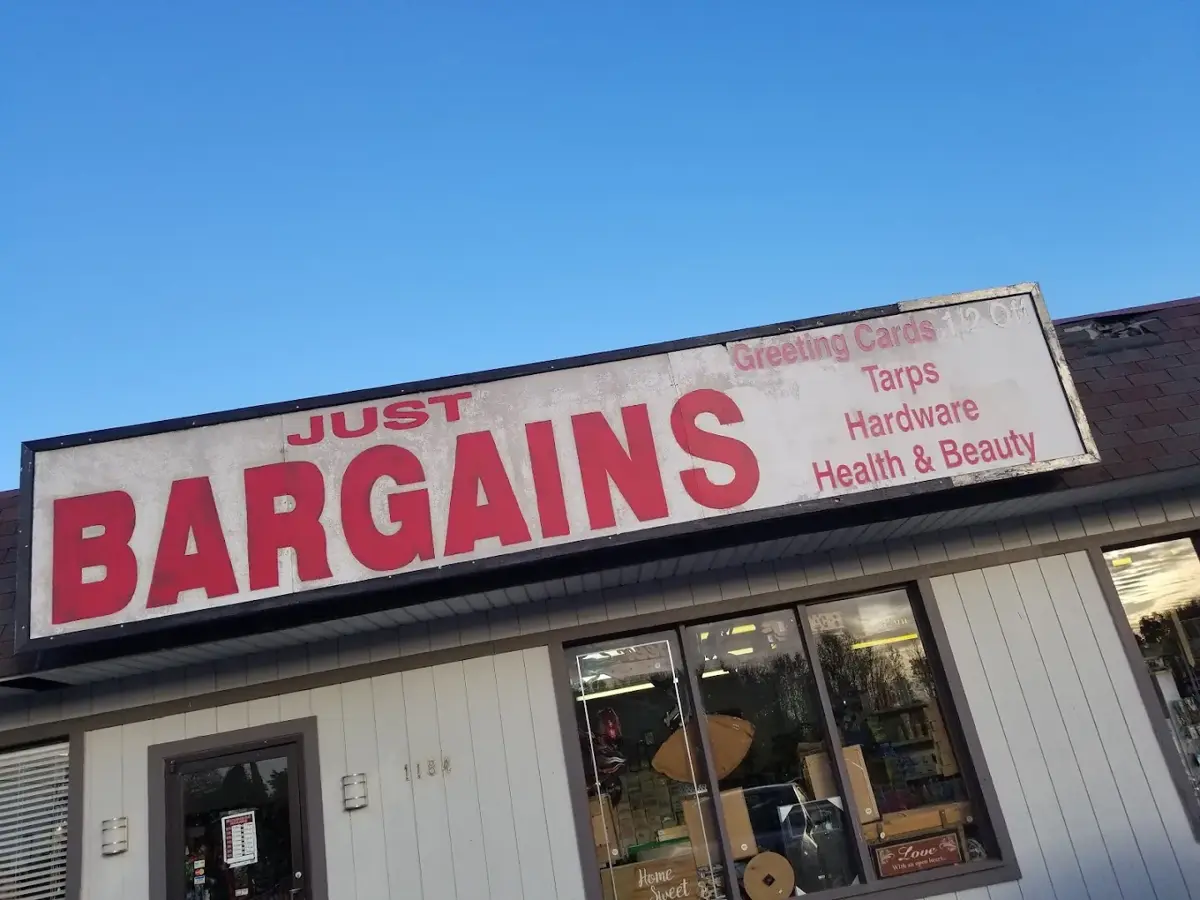 JUST
BARGAINS
Greeting Cards 1/2 Off
Tarps
Hardware
Health & Beauty
1184
Home
Sweet
Love